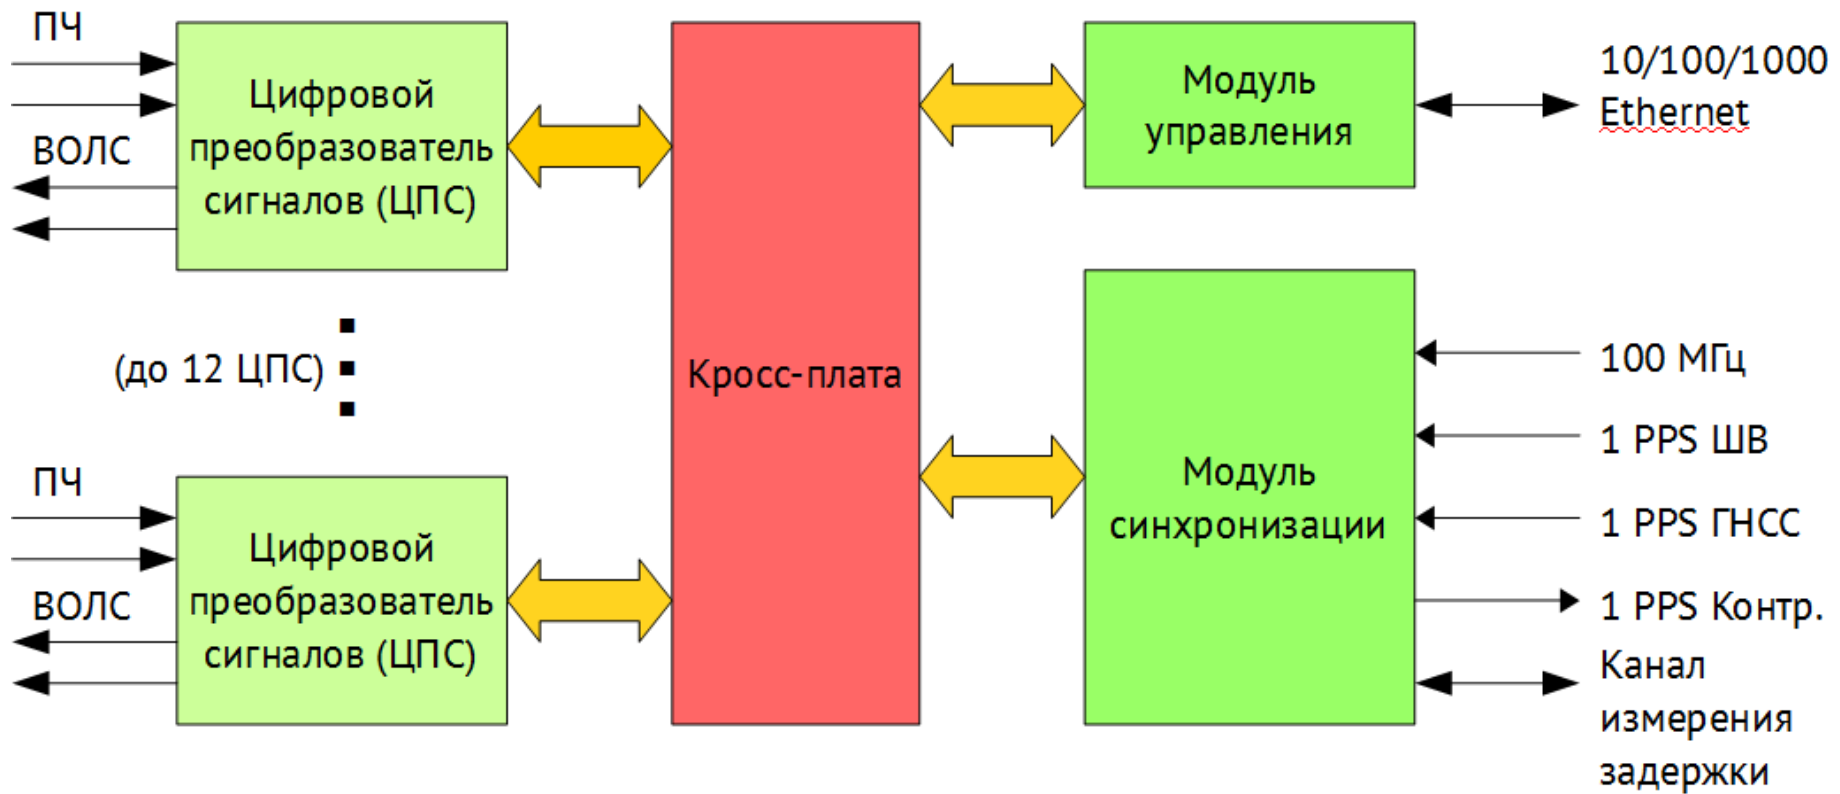 ПЧ
ВОЛС
Цифровой
преобразователь
сигналов (ЦПС)
(до 12 ЦПС)
ПЧ
ВОЛС
Цифровой
преобразователь
сигналов (ЦПС)
Кросс-плата
Модуль
управления
10/100/1000
Ethernet
Модуль
синхронизации
100 МГц
1 PPS ШВ
1 PPS ГНСС
1 PPS Контр.
Канал
измерения
задержки